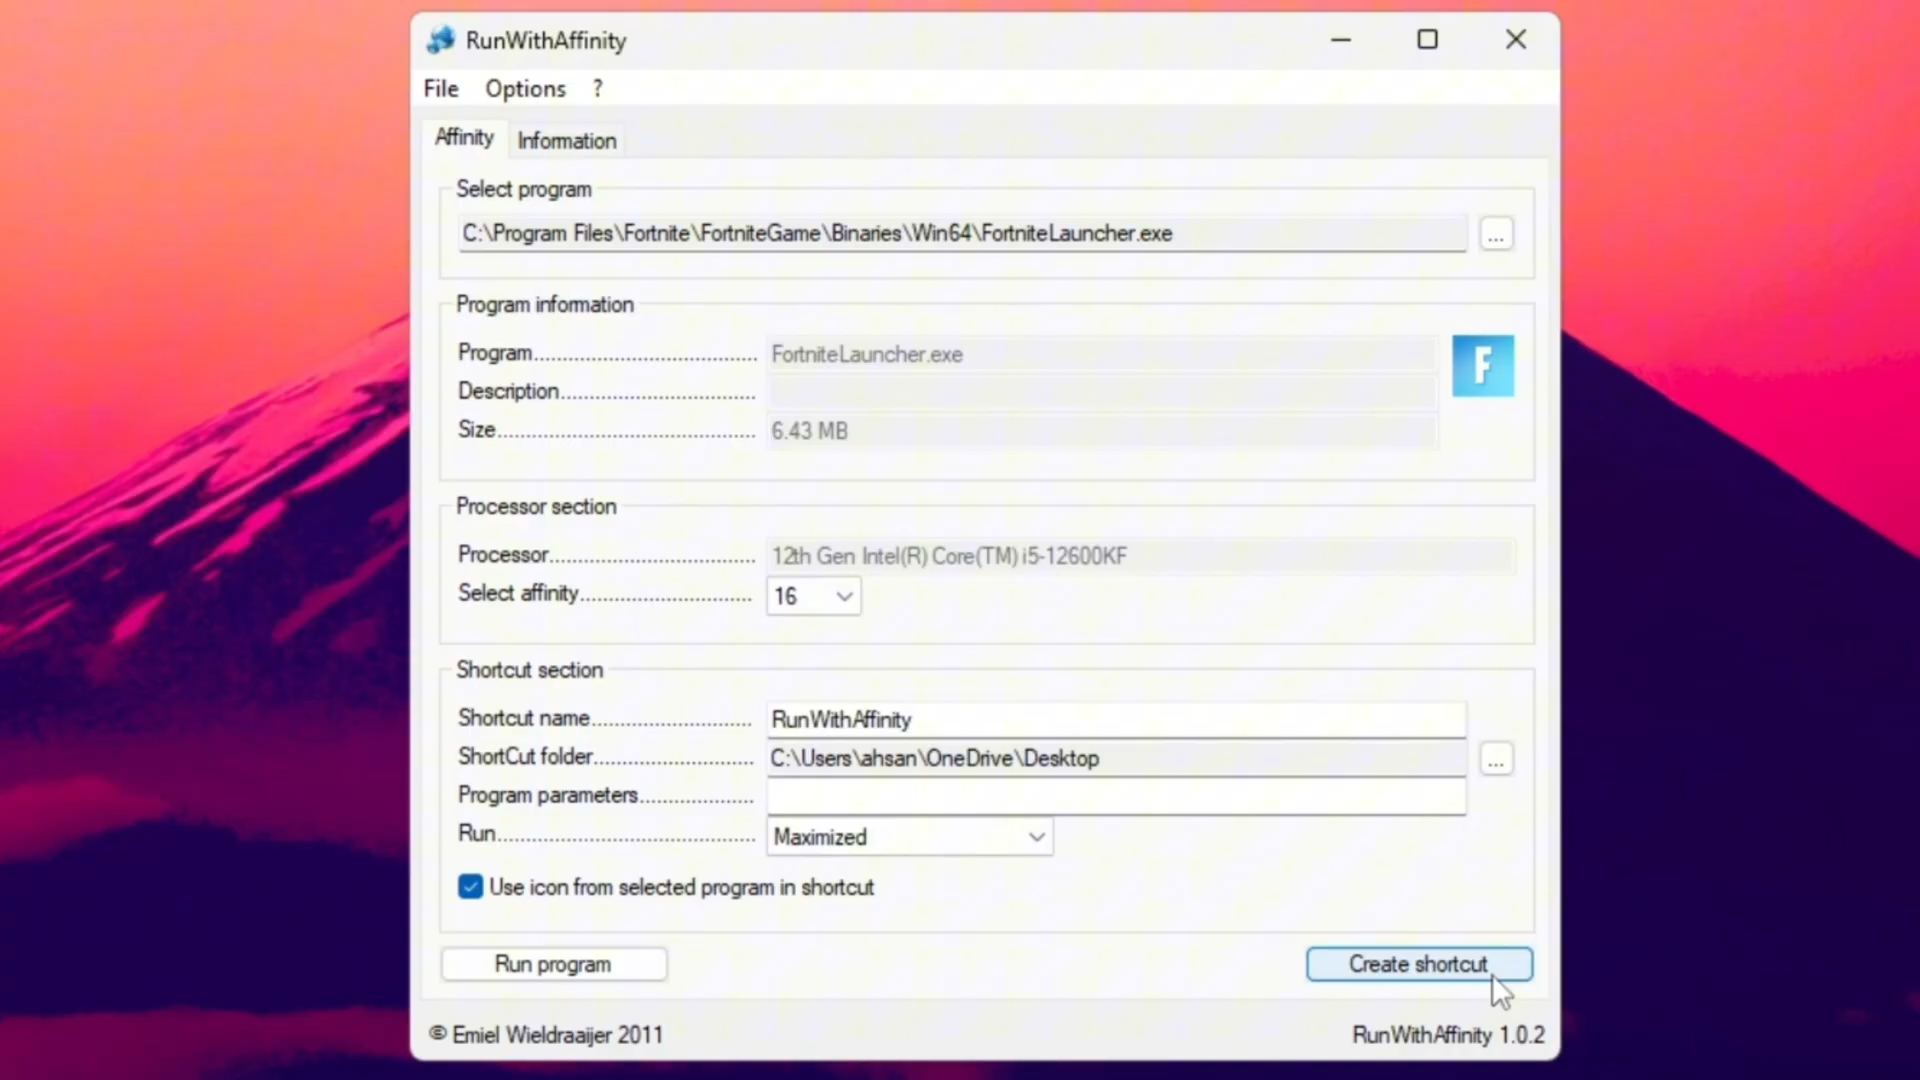 RunWithAffinity
File Options ?
Affinity Information
Select program
C:\Program Files\Fortnite\FortniteGame\Binaries\Win64\FortniteLauncher.exe ...
Program information
Program.................................... FortniteLauncher.exe
F
Description................................
Size.......................................... 6.43 MB
Processor section
Processor................................. 12th Gen Intel(R) Core(TM) i5-12600KF
Select affinity............................ 16
Shortcut section
Shortcut name.......................... RunWithAffinity
ShortCut folder.......................... C:\Users\ahsan\OneDrive\Desktop ...
Program parameters..................
Run.......................................... Maximized
Use icon from selected program in shortcut
Run program Create shortcut
© Emiel Wieldraaijer 2011 RunWithAffinity 1.0.2